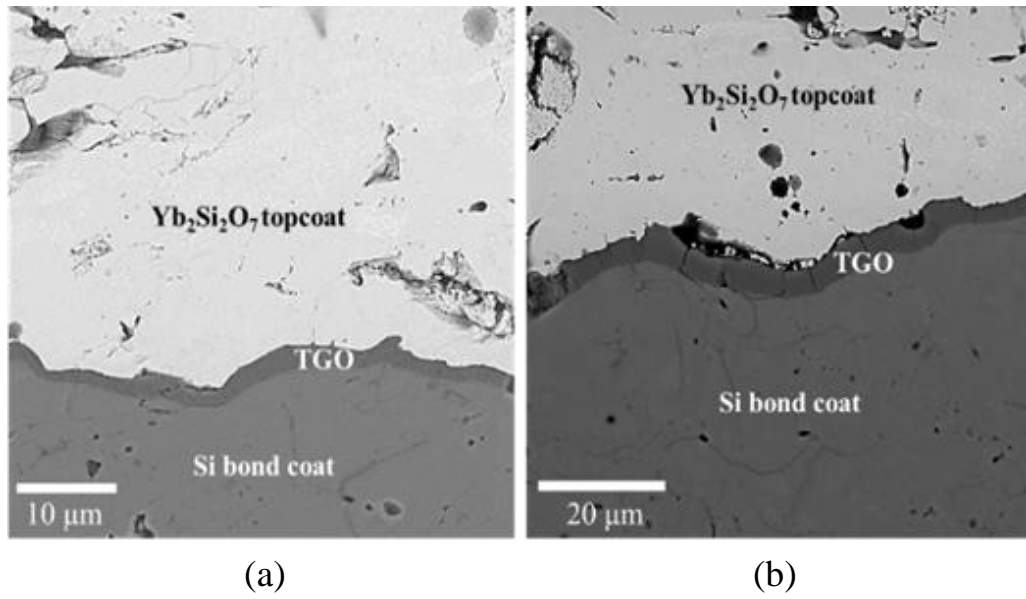 Yb₂Si₂O₇ topcoat
TGO
Si bond coat
10 μm
(a)
Yb₂Si₂O₇ topcoat
TGO
Si bond coat
20 μm
(b)